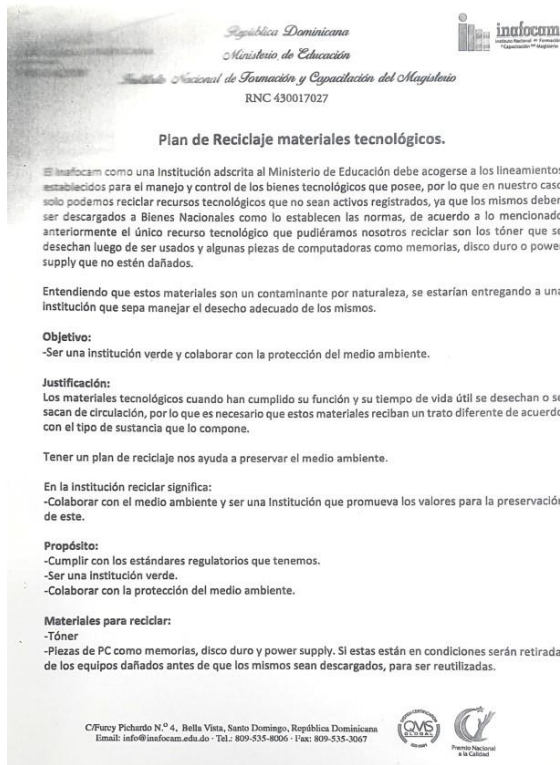 República Dominicana
Ministerio de Educación
Instituto Nacional de Formación y Capacitación del Magisterio
RNC 430017027
inafocam
Instituto Nacional de Formación
y Capacitación del Magisterio
Plan de Reciclaje materiales tecnológicos.
El Inafocam como una Institución adscrita al Ministerio de Educación debe acogerse a los lineamientos
establecidos para el manejo y control de los bienes tecnológicos que posee, por lo que en nuestro caso
solo podemos reciclar recursos tecnológicos que no sean activos registrados, ya que los mismos deben
ser descargados a Bienes Nacionales como lo establecen las normas, de acuerdo a lo mencionado
anteriormente el único recurso tecnológico que pudiéramos nosotros reciclar son los tóner que se
desechan luego de ser usados y algunas piezas de computadoras como memorias, disco duro o power
supply que no estén dañados.
Entendiendo que estos materiales son un contaminante por naturaleza, se estarían entregando a una
institución que sepa manejar el desecho adecuado de los mismos.
Objetivo:
-Ser una institución verde y colaborar con la protección del medio ambiente.
Justificación:
Los materiales tecnológicos cuando han cumplido su función y su tiempo de vida útil se desechan o se
sacan de circulación, por lo que es necesario que estos materiales reciban un trato diferente de acuerdo
con el tipo de sustancia que lo compone.
Tener un plan de reciclaje nos ayuda a preservar el medio ambiente.
En la institución reciclar significa:
-Colaborar con el medio ambiente y ser una Institución que promueva los valores para la preservación
de este.
Propósito:
-Cumplir con los estándares regulatorios que tenemos.
-Ser una institución verde.
-Colaborar con la protección del medio ambiente.
Materiales para reciclar:
-Tóner
-Piezas de PC como memorias, disco duro y power supply. Si estas están en condiciones serán retirada
de los equipos dañados antes de que los mismos sean descargados, para ser reutilizadas.
C/Furcy Pichardo N.º 4, Bella Vista, Santo Domingo, República Dominicana
Email: info@inafocam.edu.do · Tel.: 809-535-8006 · Fax: 809-535-3067
QMS
GLOBAL
Premio Nacional
a la Calidad